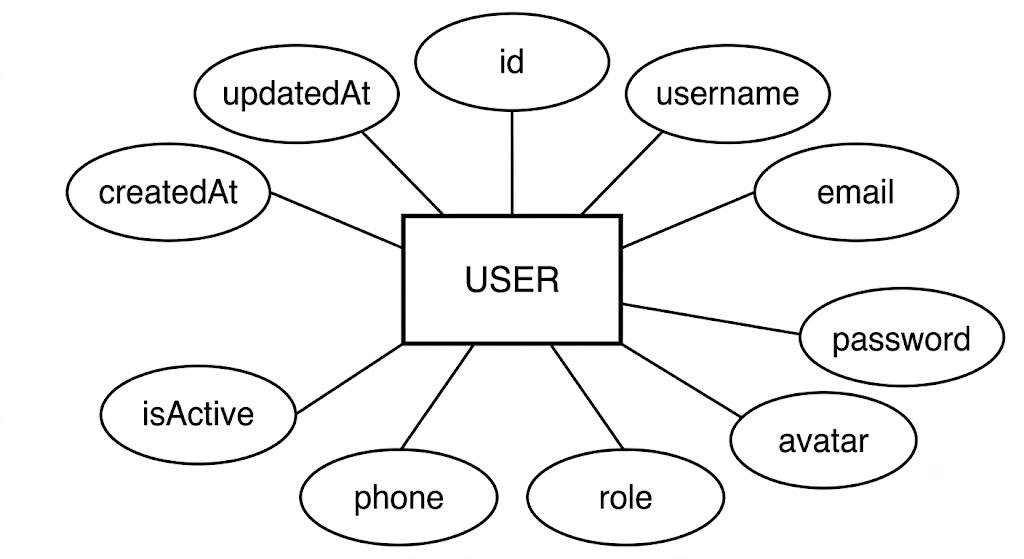 id
updatedAt
username
createdAt
email
USER
password
isActive
avatar
phone
role